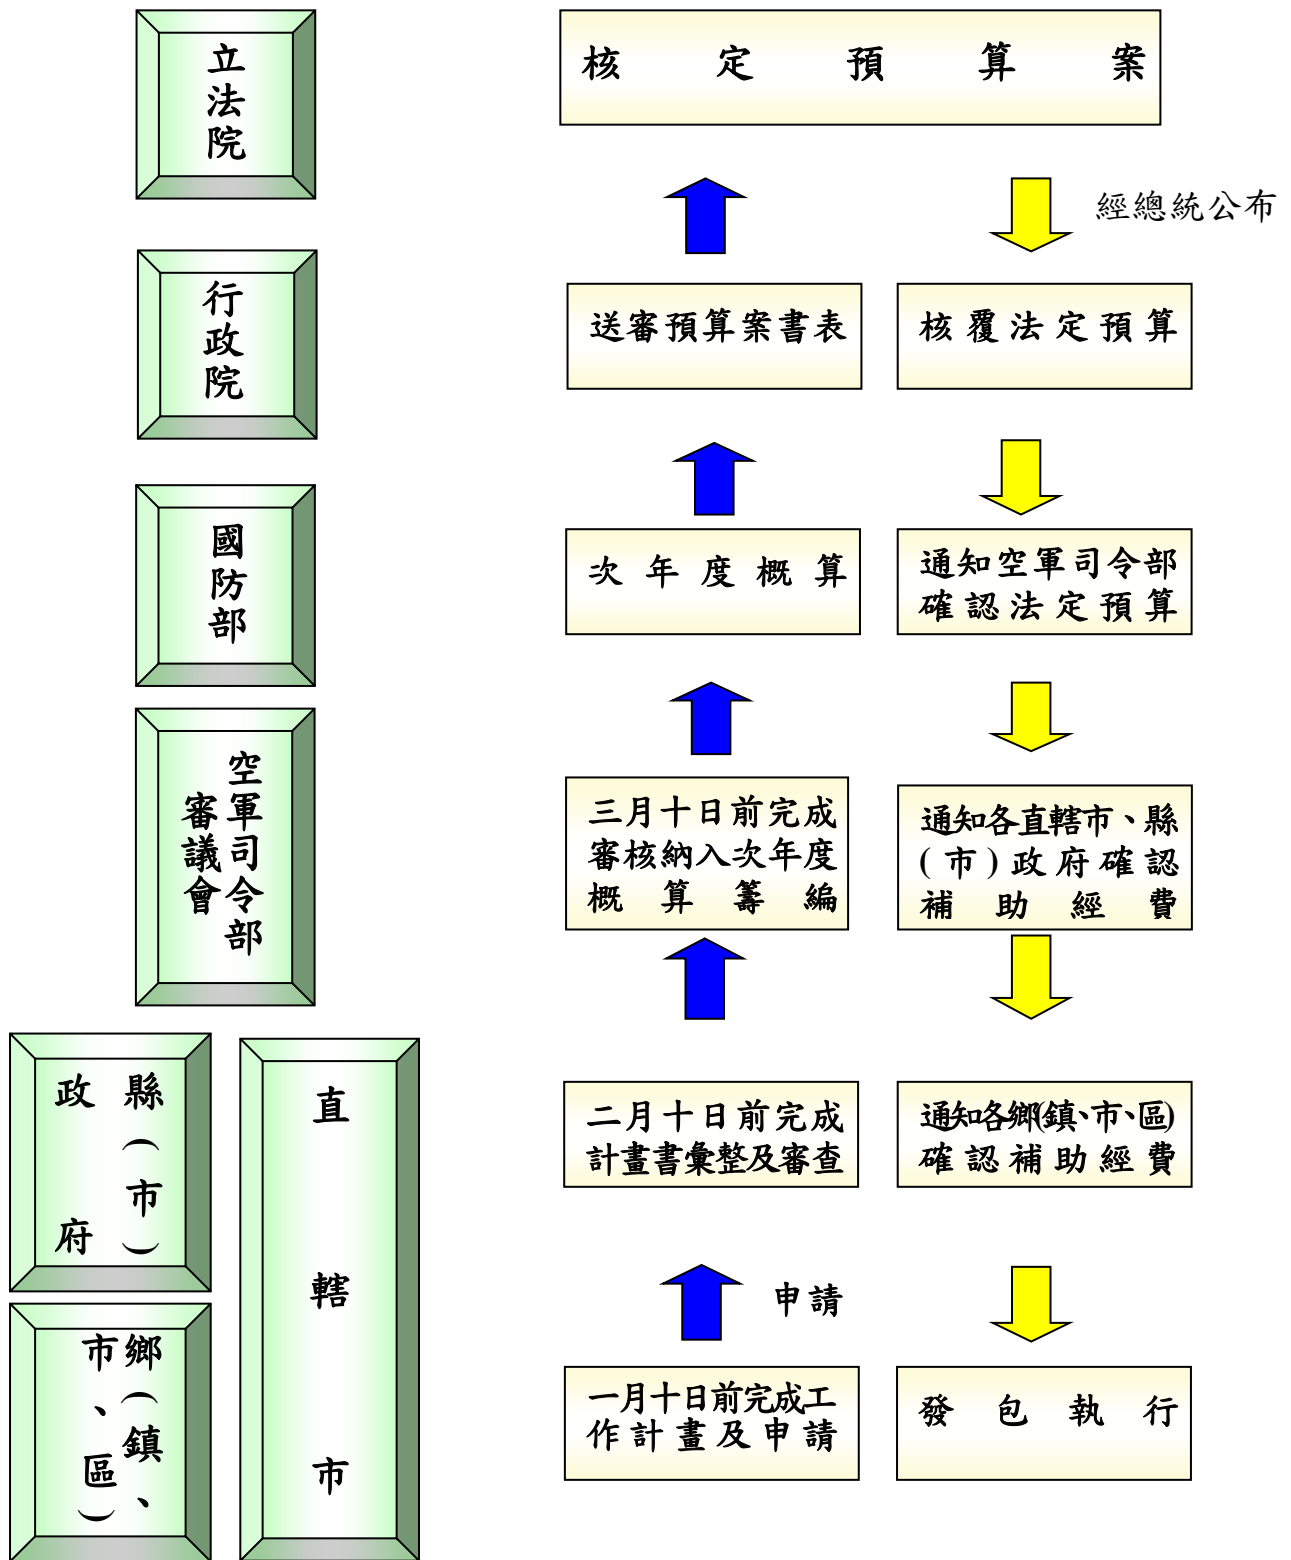 立法院
核定預算案
經總統公布
行政院
送審預算案書表
核覆法定預算
國防部
次年度概算
通知空軍司令部
確認法定預算
空軍司令部
審議會
三月十日前完成
審核納入次年度
概算籌編
通知各直轄市、縣
(市)政府確認
補助經費
縣(市)
政府
直轄市
二月十日前完成
計畫書彙整及審查
通知各鄉(鎮、市、區)
確認補助經費
申請
鄉(鎮、
市、區)
一月十日前完成工
作計畫及申請
發包執行